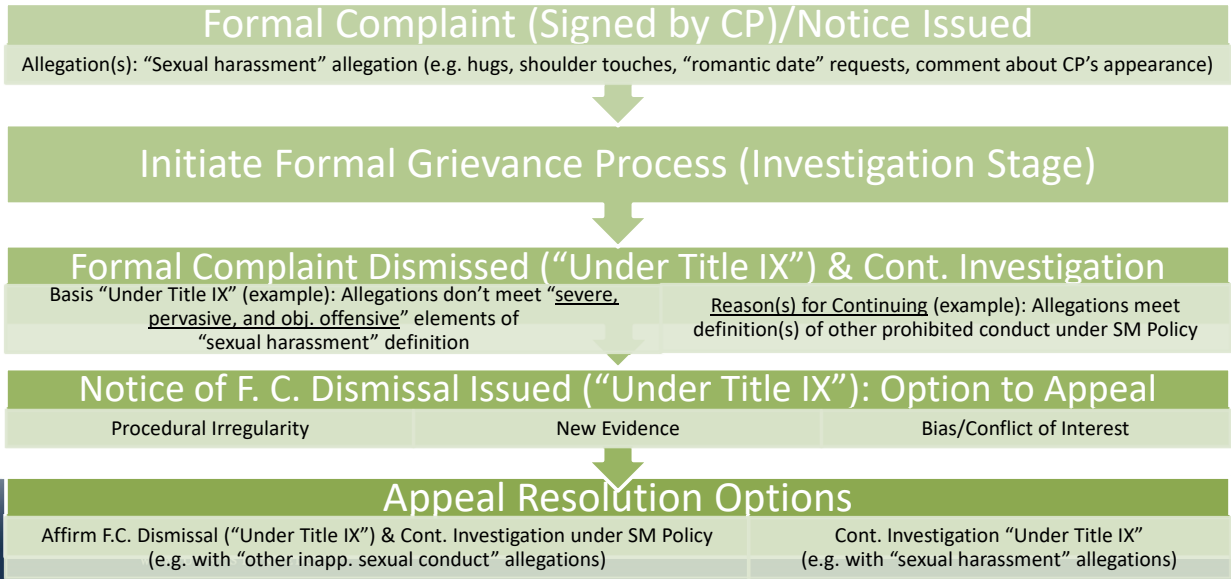 Formal Complaint (Signed by CP)/Notice Issued
Allegation(s): “Sexual harassment” allegation (e.g. hugs, shoulder touches, “romantic date” requests, comment about CP’s appearance)
Initiate Formal Grievance Process (Investigation Stage)
Formal Complaint Dismissed (“Under Title IX”) & Cont. Investigation
Basis “Under Title IX” (example): Allegations don’t meet “severe,
pervasive, and obj. offensive” elements of
“sexual harassment” definition
Reason(s) for Continuing (example): Allegations meet
definition(s) of other prohibited conduct under SM Policy
Notice of F. C. Dismissal Issued (“Under Title IX”): Option to Appeal
Procedural Irregularity
New Evidence
Bias/Conflict of Interest
Appeal Resolution Options
Affirm F.C. Dismissal (“Under Title IX”) & Cont. Investigation under SM Policy
(e.g. with “other inapp. sexual conduct” allegations)
Cont. Investigation “Under Title IX”
(e.g. with “sexual harassment” allegations)